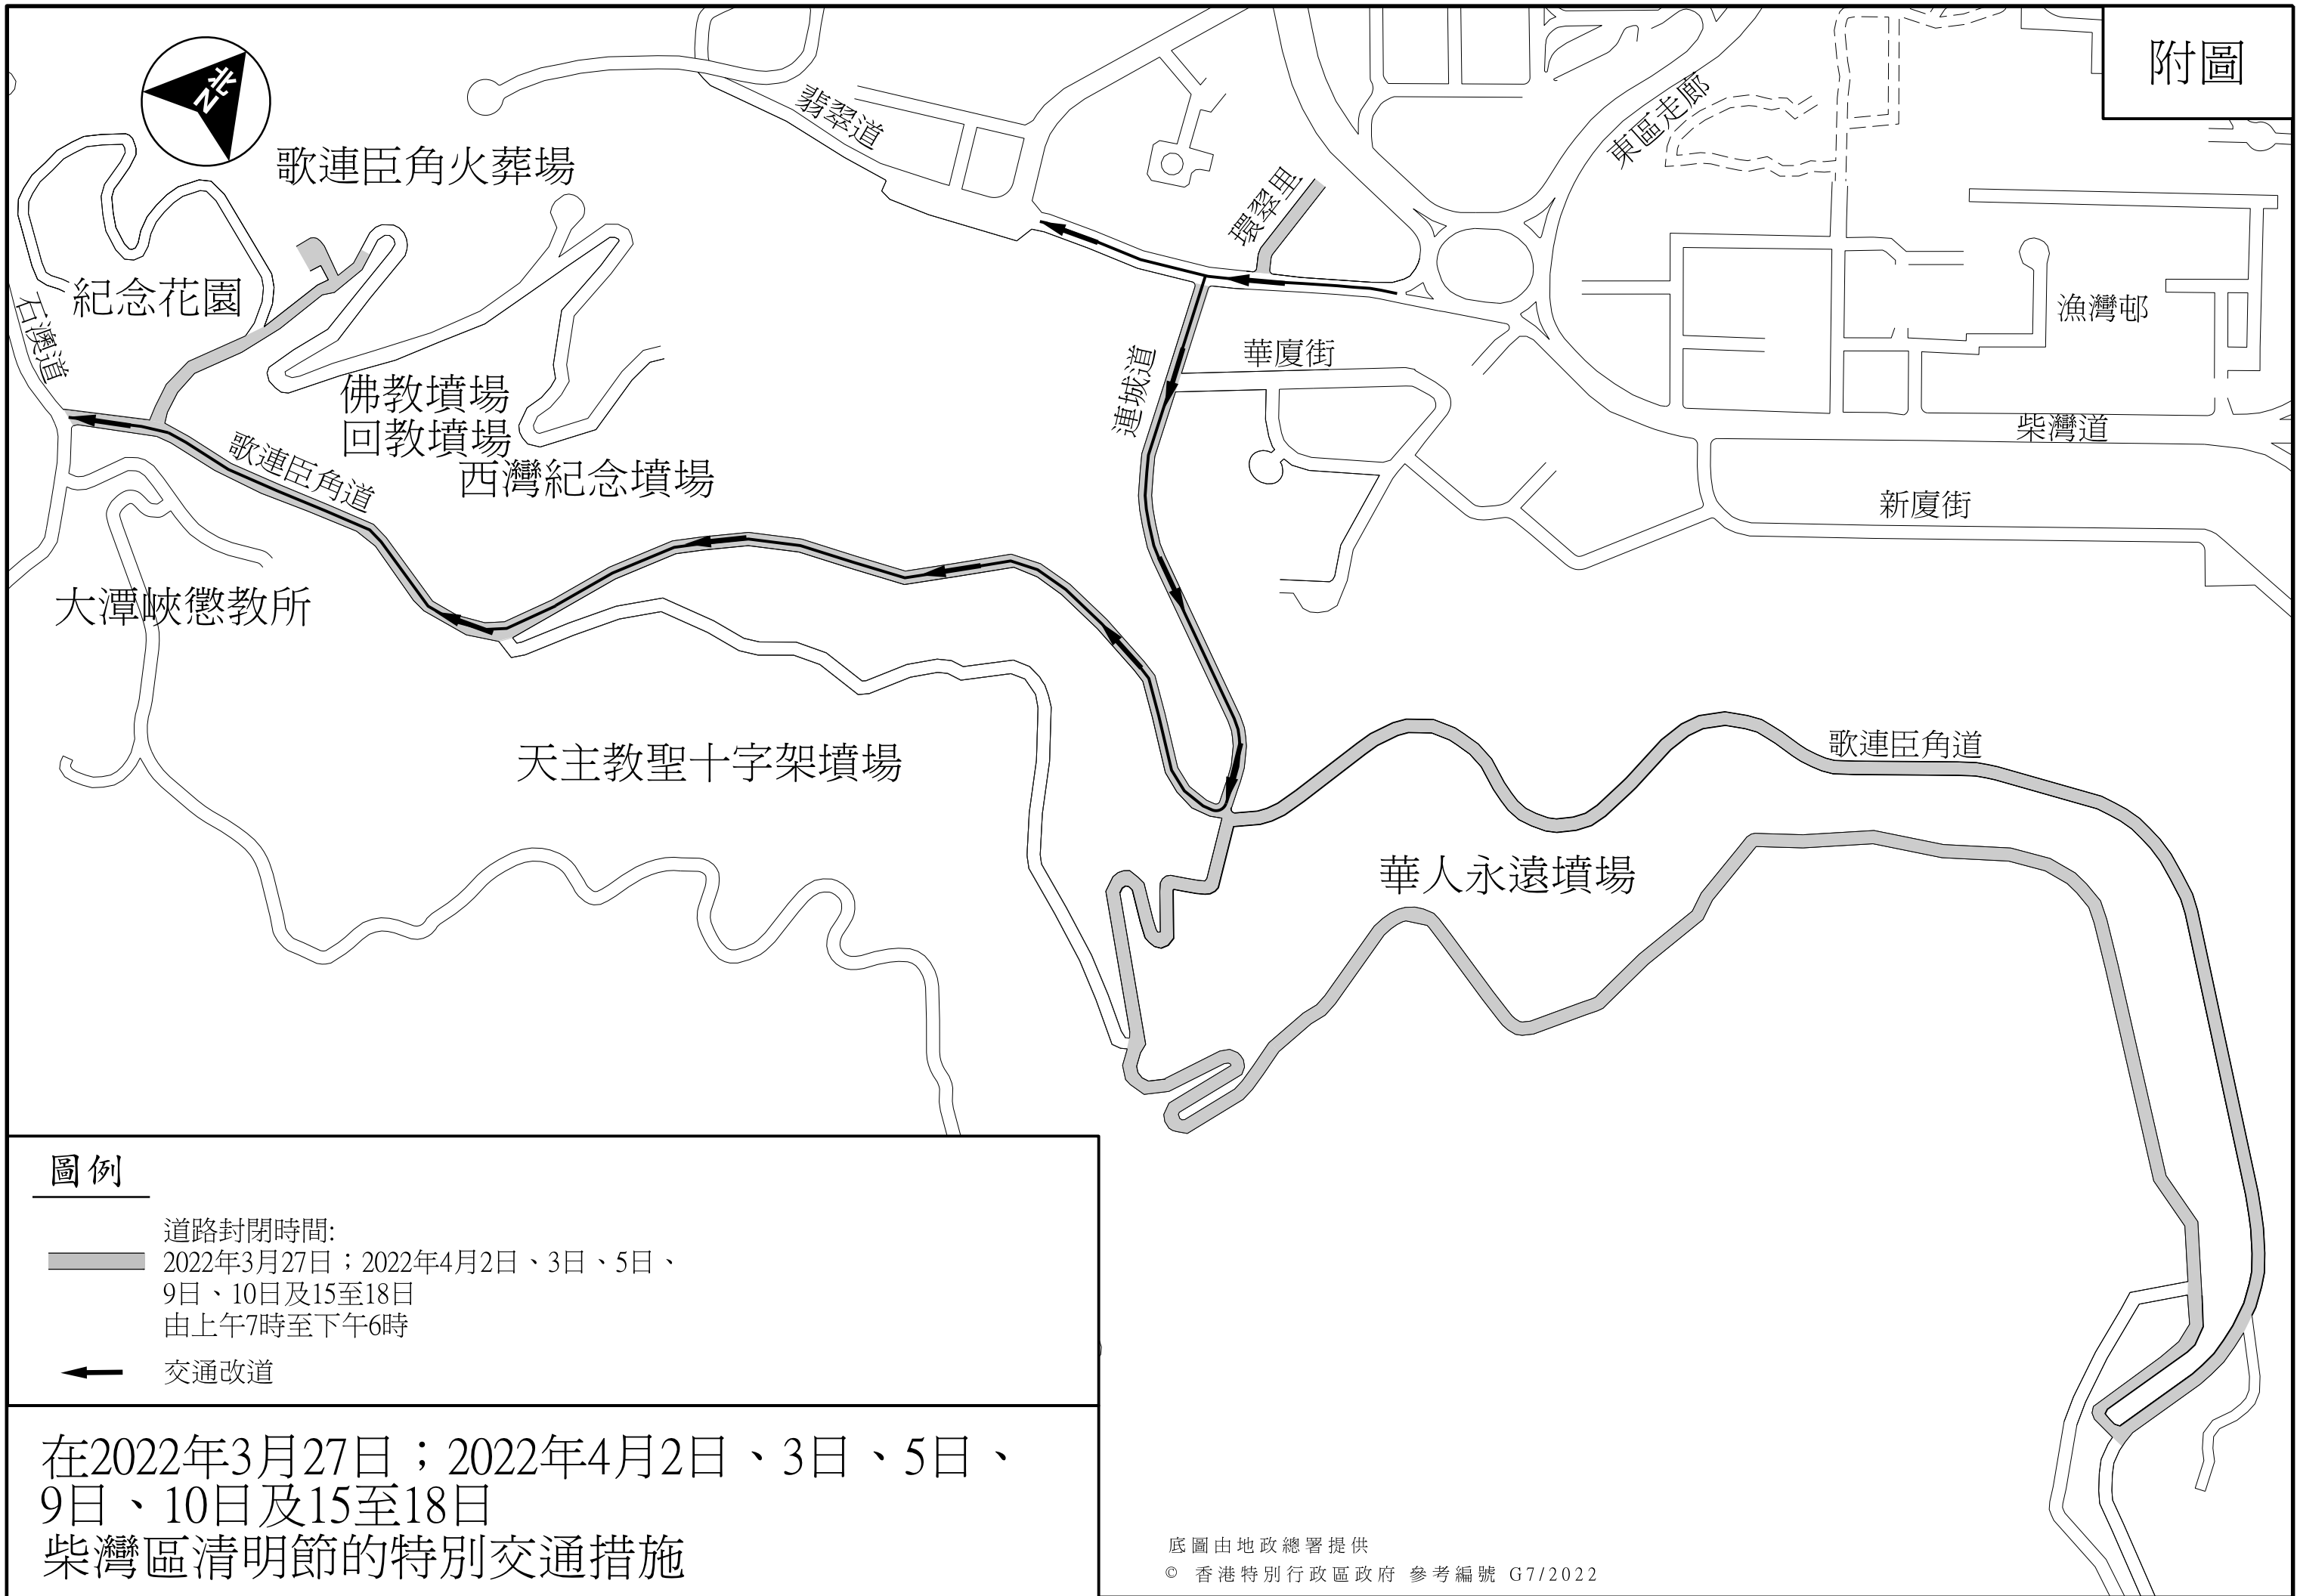 附圖
北
N
歌連臣角火葬場
翡翠道
東區走廊
環翠里
紀念花園
石澳道
漁灣邨
華廈街
連城道
佛教墳場
回教墳場
西灣紀念墳場
歌連臣角道
柴灣道
新廈街
大潭峽懲教所
天主教聖十字架墳場
歌連臣角道
華人永遠墳場
圖例
道路封閉時間:
2022年3月27日；2022年4月2日、3日、5日、
9日、10日及15至18日
由上午7時至下午6時
交通改道
在2022年3月27日；2022年4月2日、3日、5日、
9日、10日及15至18日
柴灣區清明節的特別交通措施
底圖由地政總署提供
© 香港特別行政區政府 參考編號 G7/2022